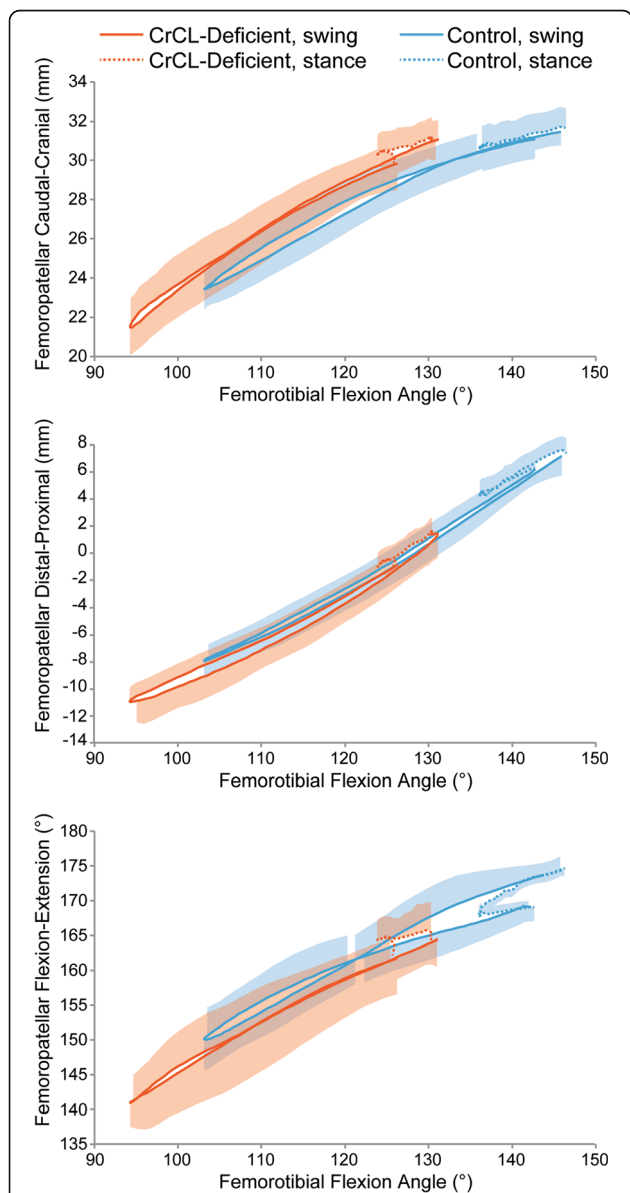 CrCL-Deficient, swing Control, swing
CrCL-Deficient, stance Control, stance
Femoropatellar Caudal-Cranial (mm)
34
32
30
28
26
24
22
20
90 100 110 120 130 140 150
Femorotibial Flexion Angle (°)
Femoropatellar Distal-Proximal (mm)
8
6
4
2
0
-2
-4
-6
-8
-10
-12
-14
90 100 110 120 130 140 150
Femorotibial Flexion Angle (°)
Femoropatellar Flexion-Extension (°)
180
175
170
165
160
155
150
145
140
135
90 100 110 120 130 140 150
Femorotibial Flexion Angle (°)